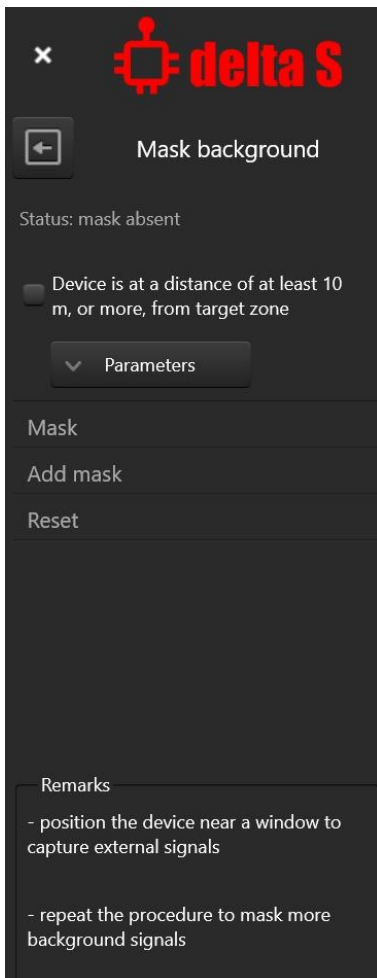 delta S
Mask background
Status: mask absent
Device is at a distance of at least 10
m, or more, from target zone
Parameters
Mask
Add mask
Reset
Remarks
- position the device near a window to
capture external signals
- repeat the procedure to mask more
background signals